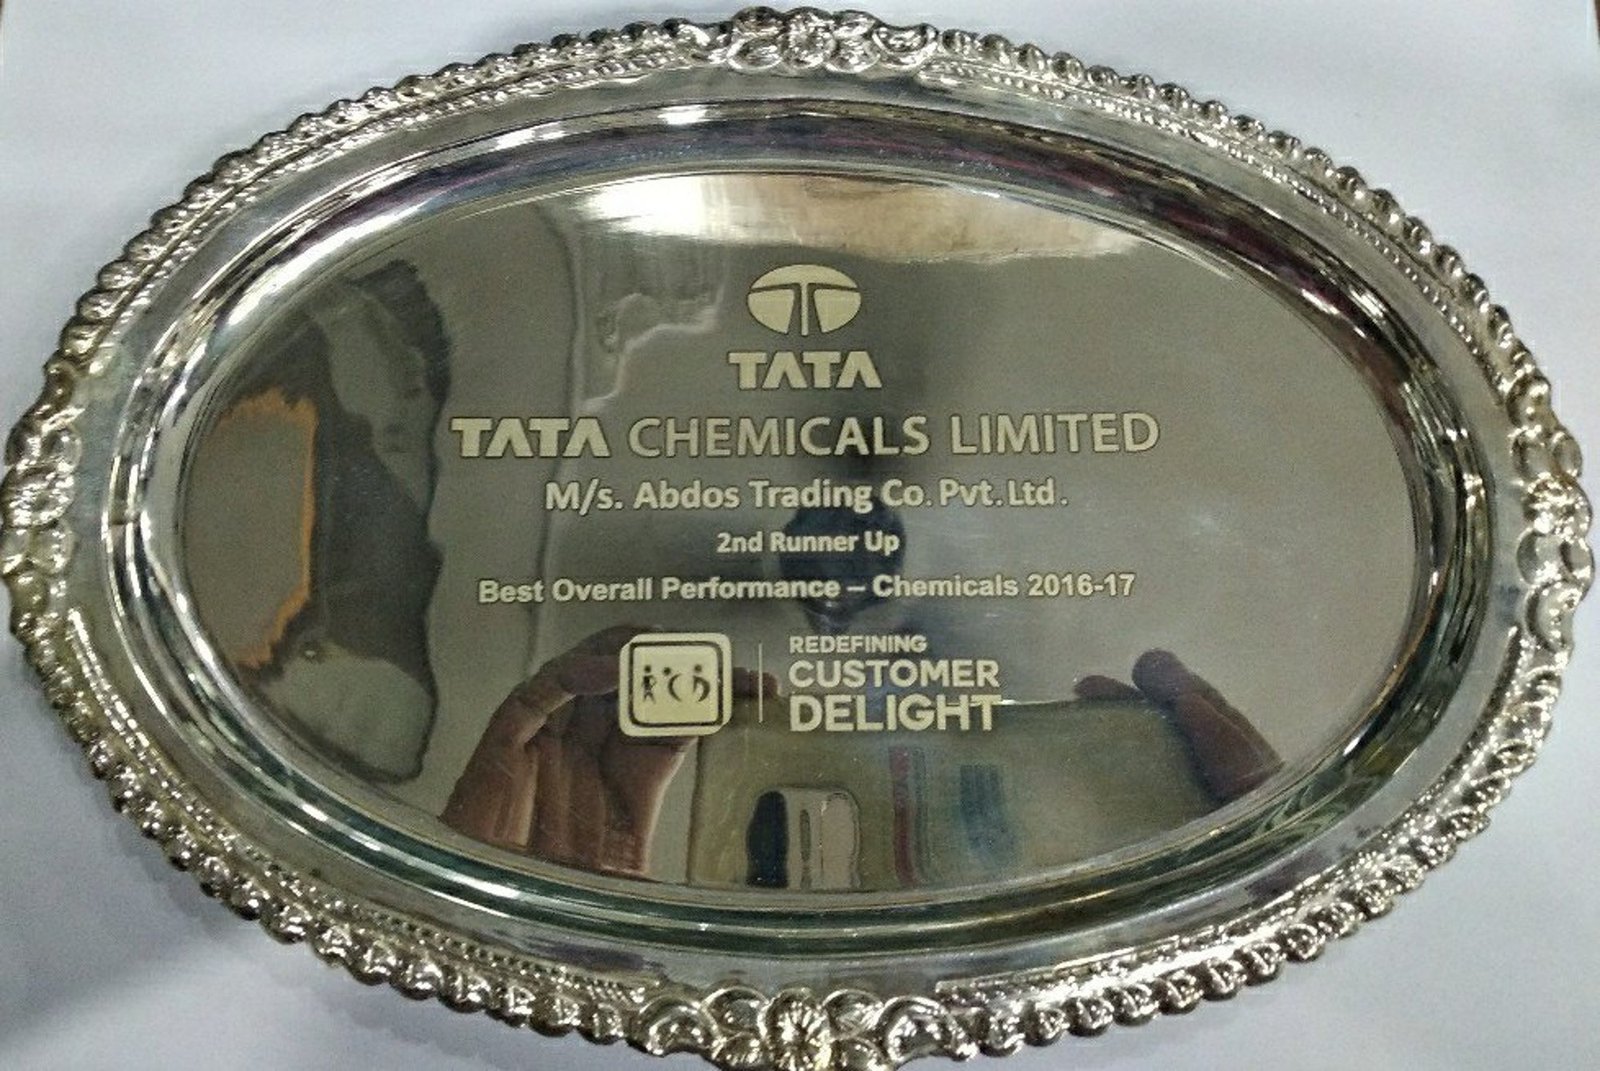 TATA
TATA CHEMICALS LIMITED
M/s. Abdos Trading Co. Pvt. Ltd.
2nd Runner Up
Best Overall Performance – Chemicals 2016-17
REDEFINING
CUSTOMER
DELIGHT